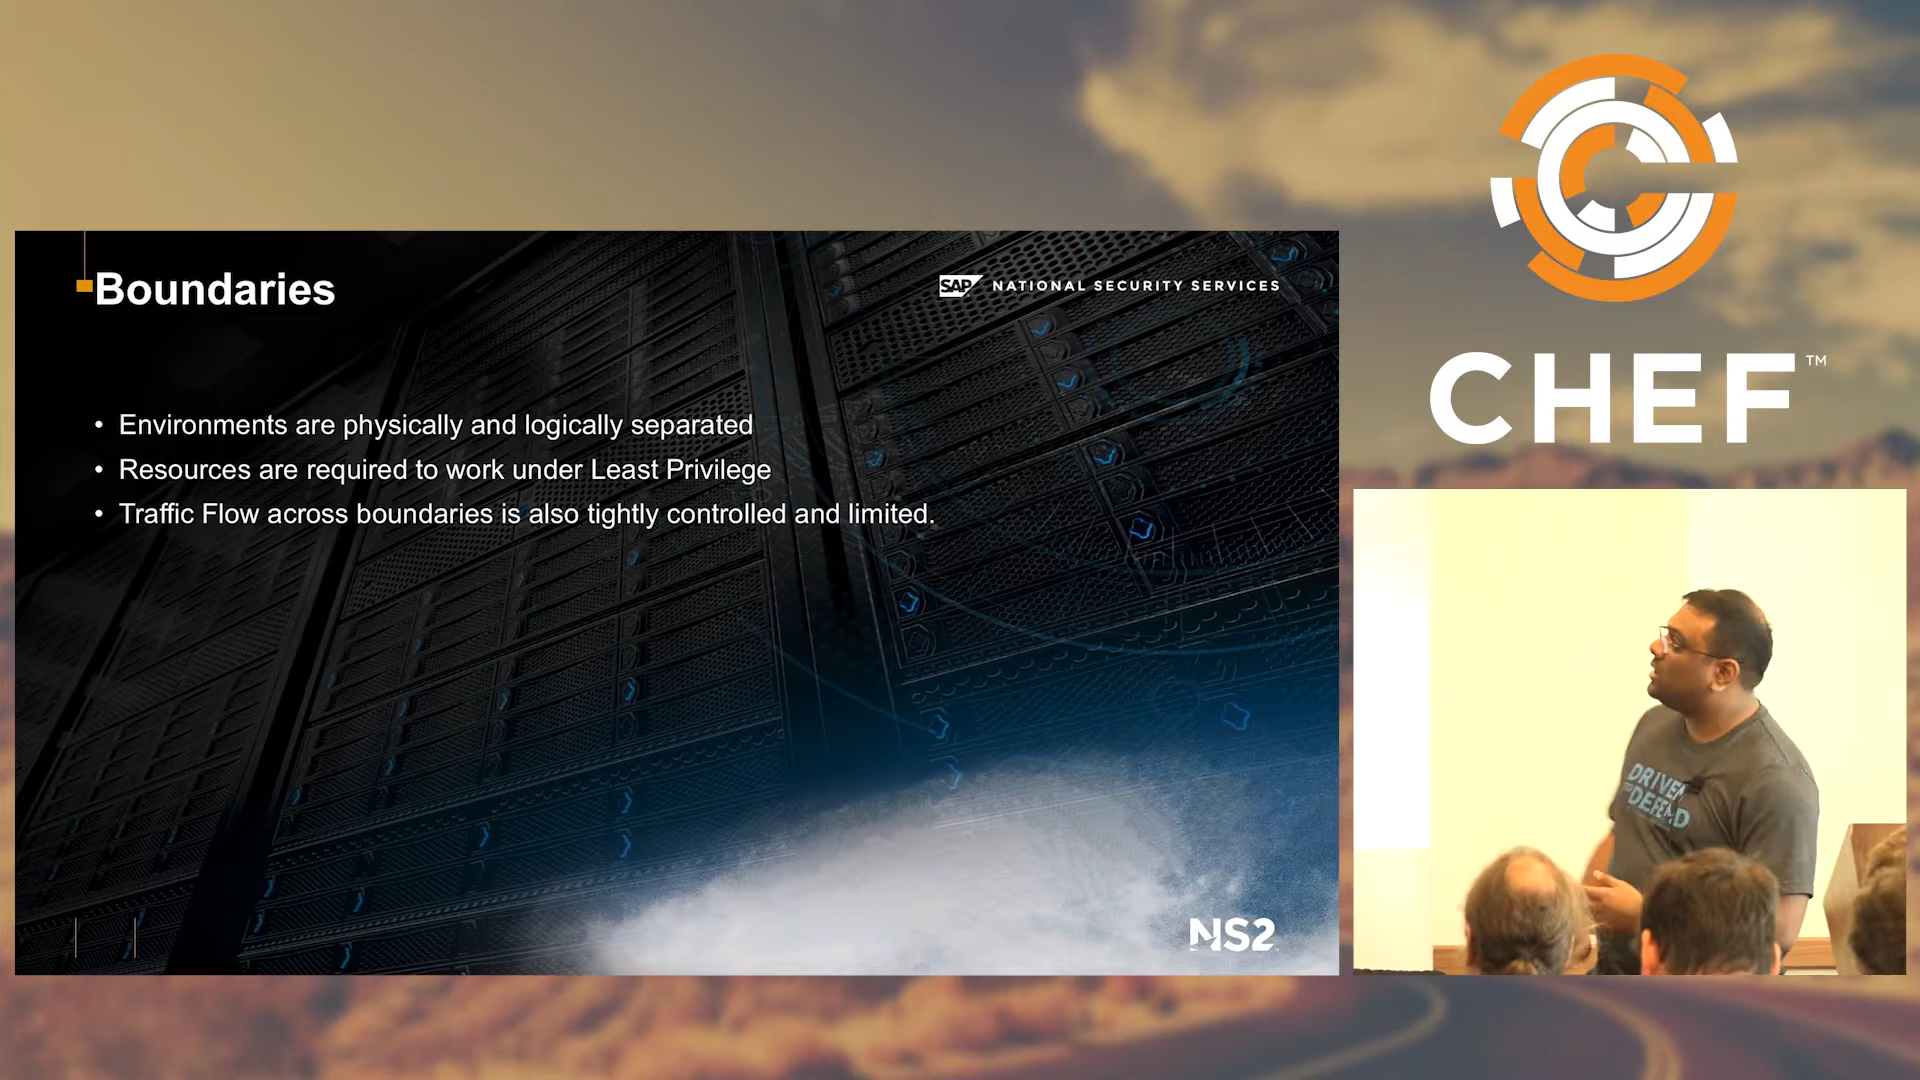 Boundaries
SAP NATIONAL SECURITY SERVICES
• Environments are physically and logically separated
• Resources are required to work under Least Privilege
• Traffic Flow across boundaries is also tightly controlled and limited.
NS2
CHEF™
DRIVEN
TO DEFEND